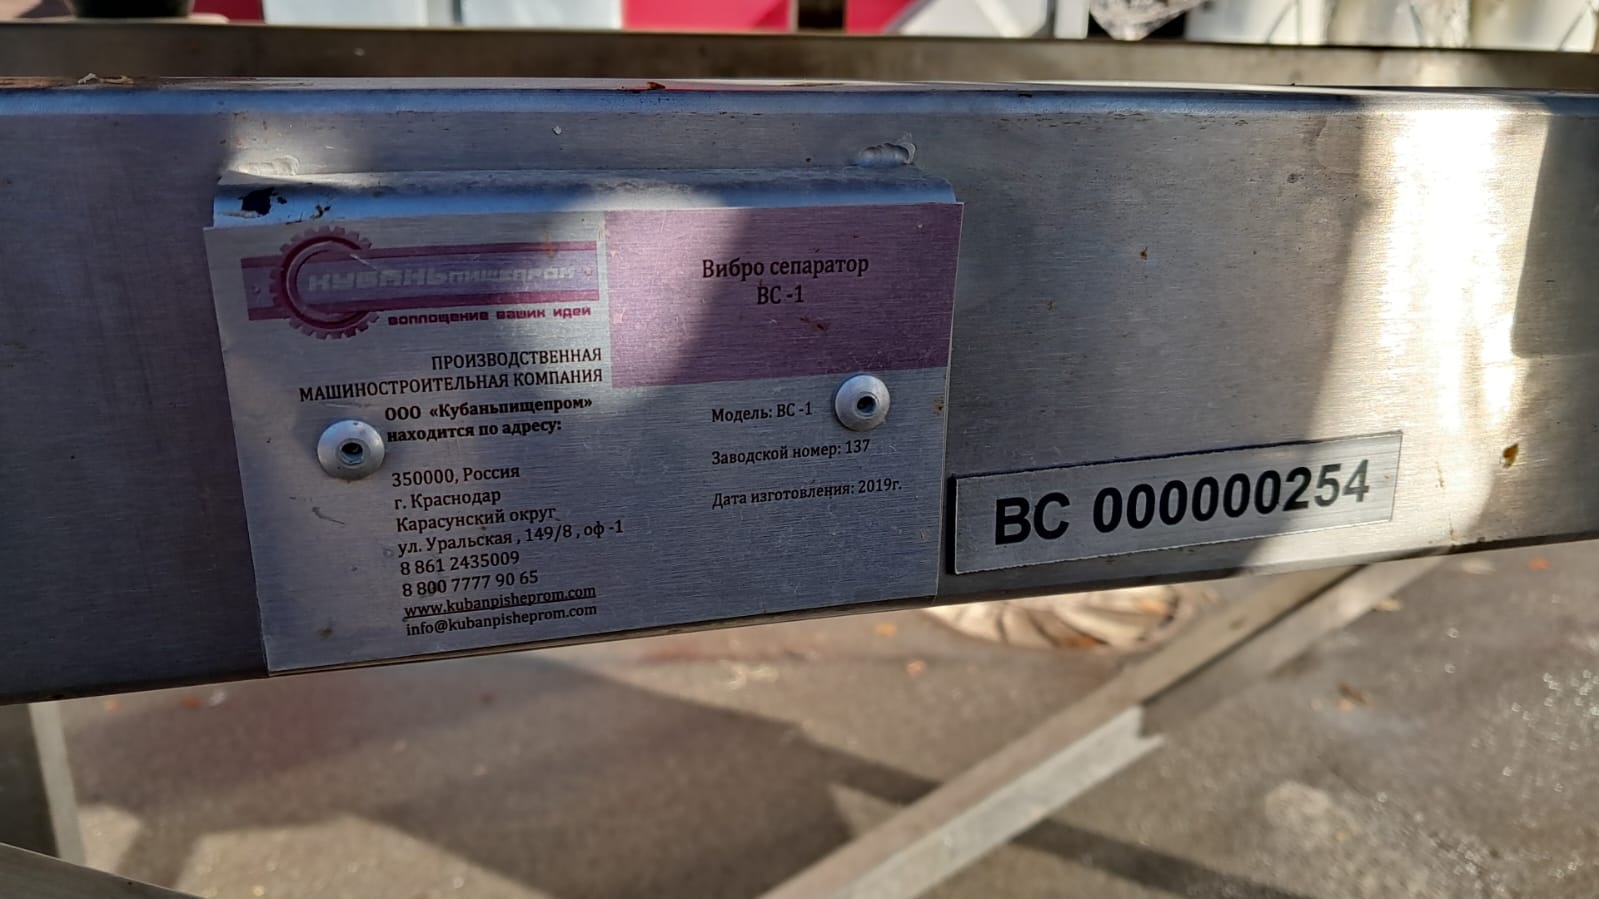 КУБАНЬпищепром
воплощение ваших идей
ПРОИЗВОДСТВЕННАЯ
МАШИНОСТРОИТЕЛЬНАЯ КОМПАНИЯ
ООО «Кубаньпищепром»
находится по адресу:
350000, Россия
г. Краснодар
Карасунский округ
ул. Уральская , 149/8 , оф -1
8 861 2435009
8 800 7777 90 65
www.kubanpisheprom.com
info@kubanpisheprom.com
Вибро сепаратор
ВС -1
Модель: ВС -1
Заводской номер: 137
Дата изготовления: 2019г.
ВС 000000254